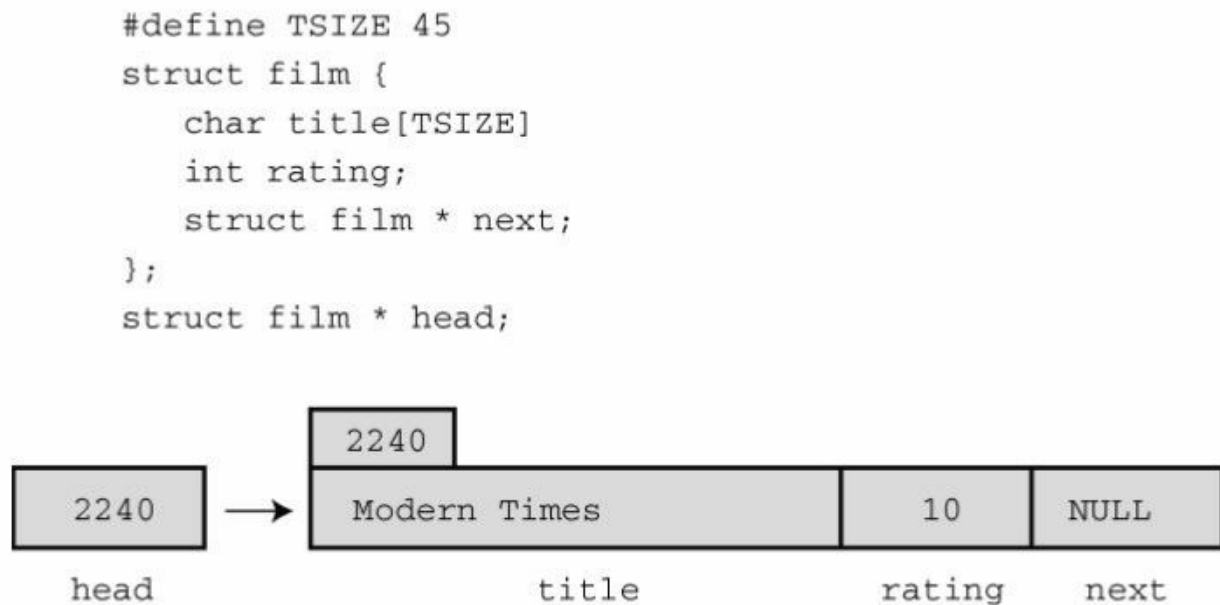 #define TSIZE 45
struct film {
char title[TSIZE]
int rating;
struct film * next;
};
struct film * head;
2240
2240 Modern Times 10 NULL
head title rating next